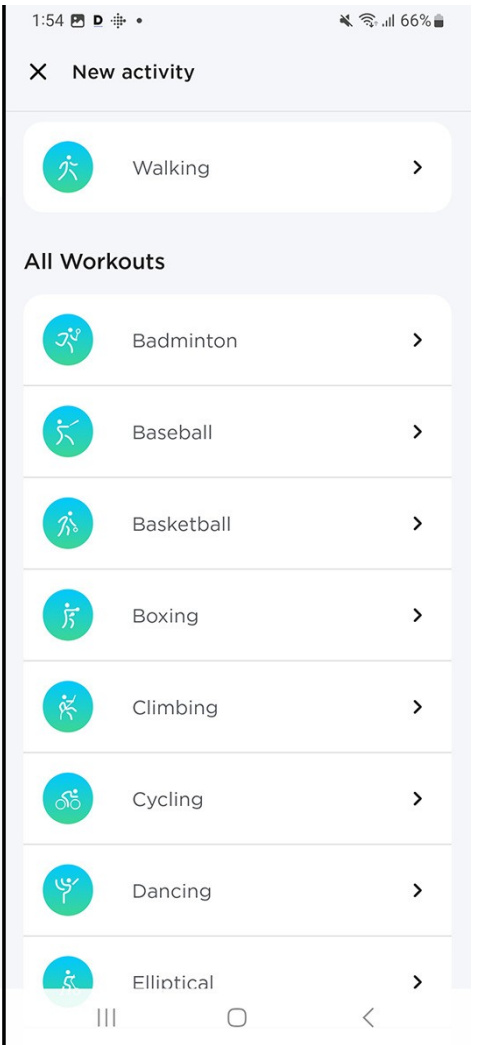 1:54 D 66%
New activity
Walking
All Workouts
Badminton
Baseball
Basketball
Boxing
Climbing
Cycling
Dancing
Elliptical